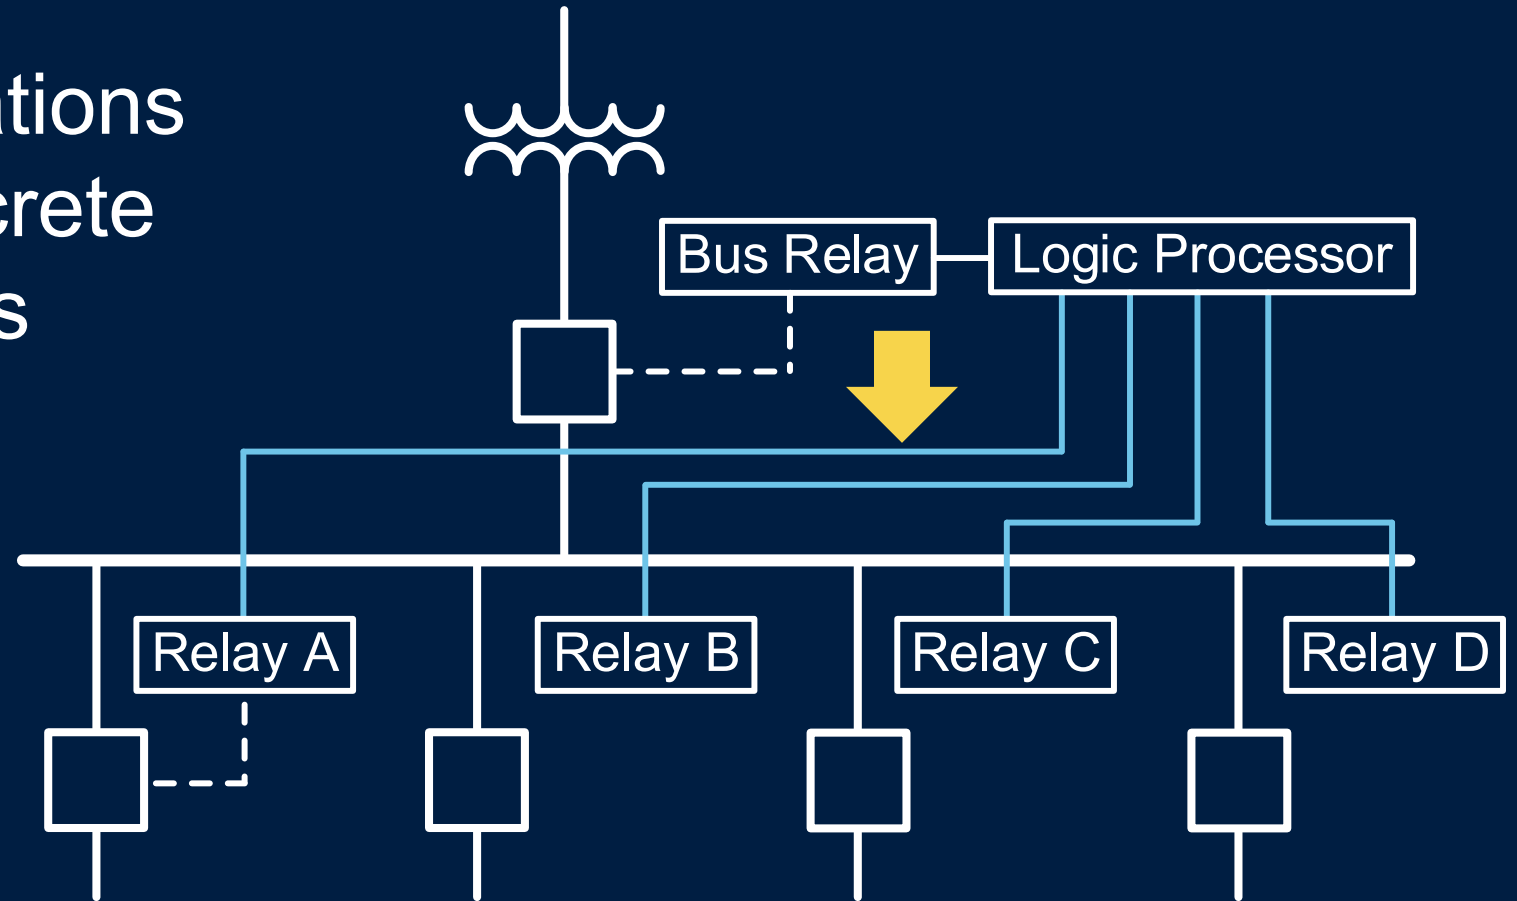 ations
crete
s
Bus Relay
Logic Processor
Relay A
Relay B
Relay C
Relay D